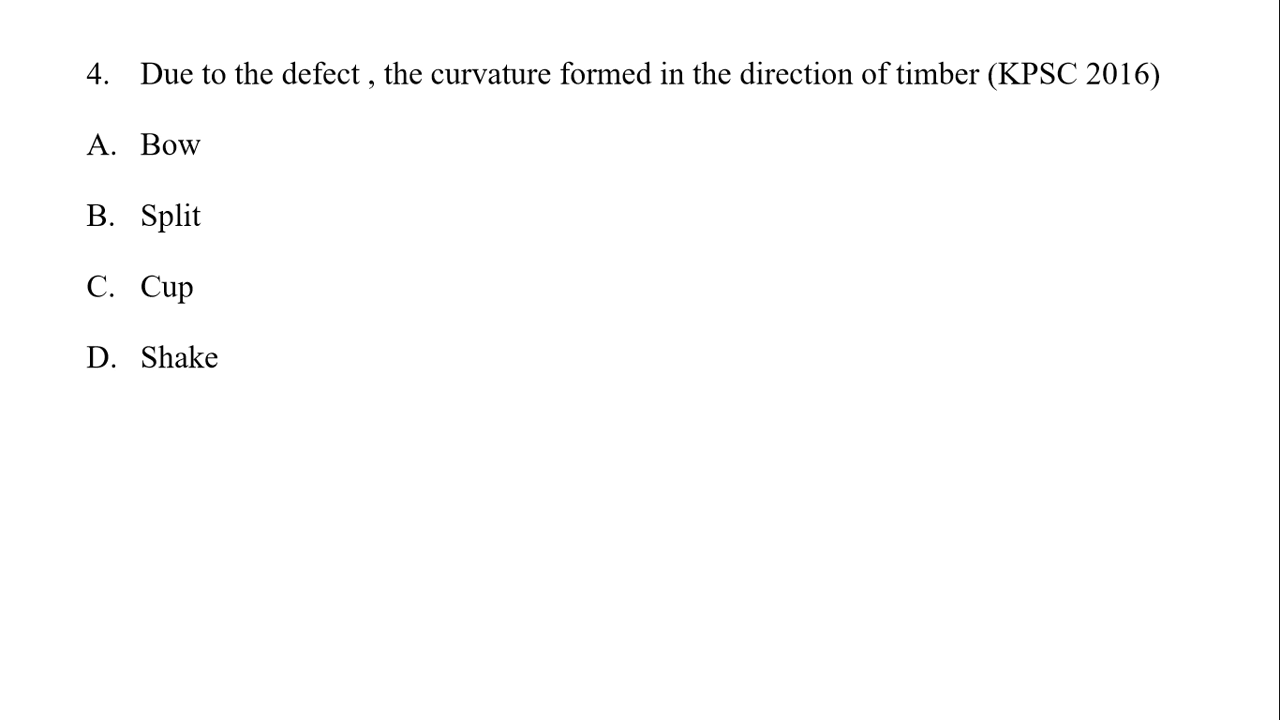 4. Due to the defect , the curvature formed in the direction of timber (KPSC 2016)
A. Bow
B. Split
C. Cup
D. Shake